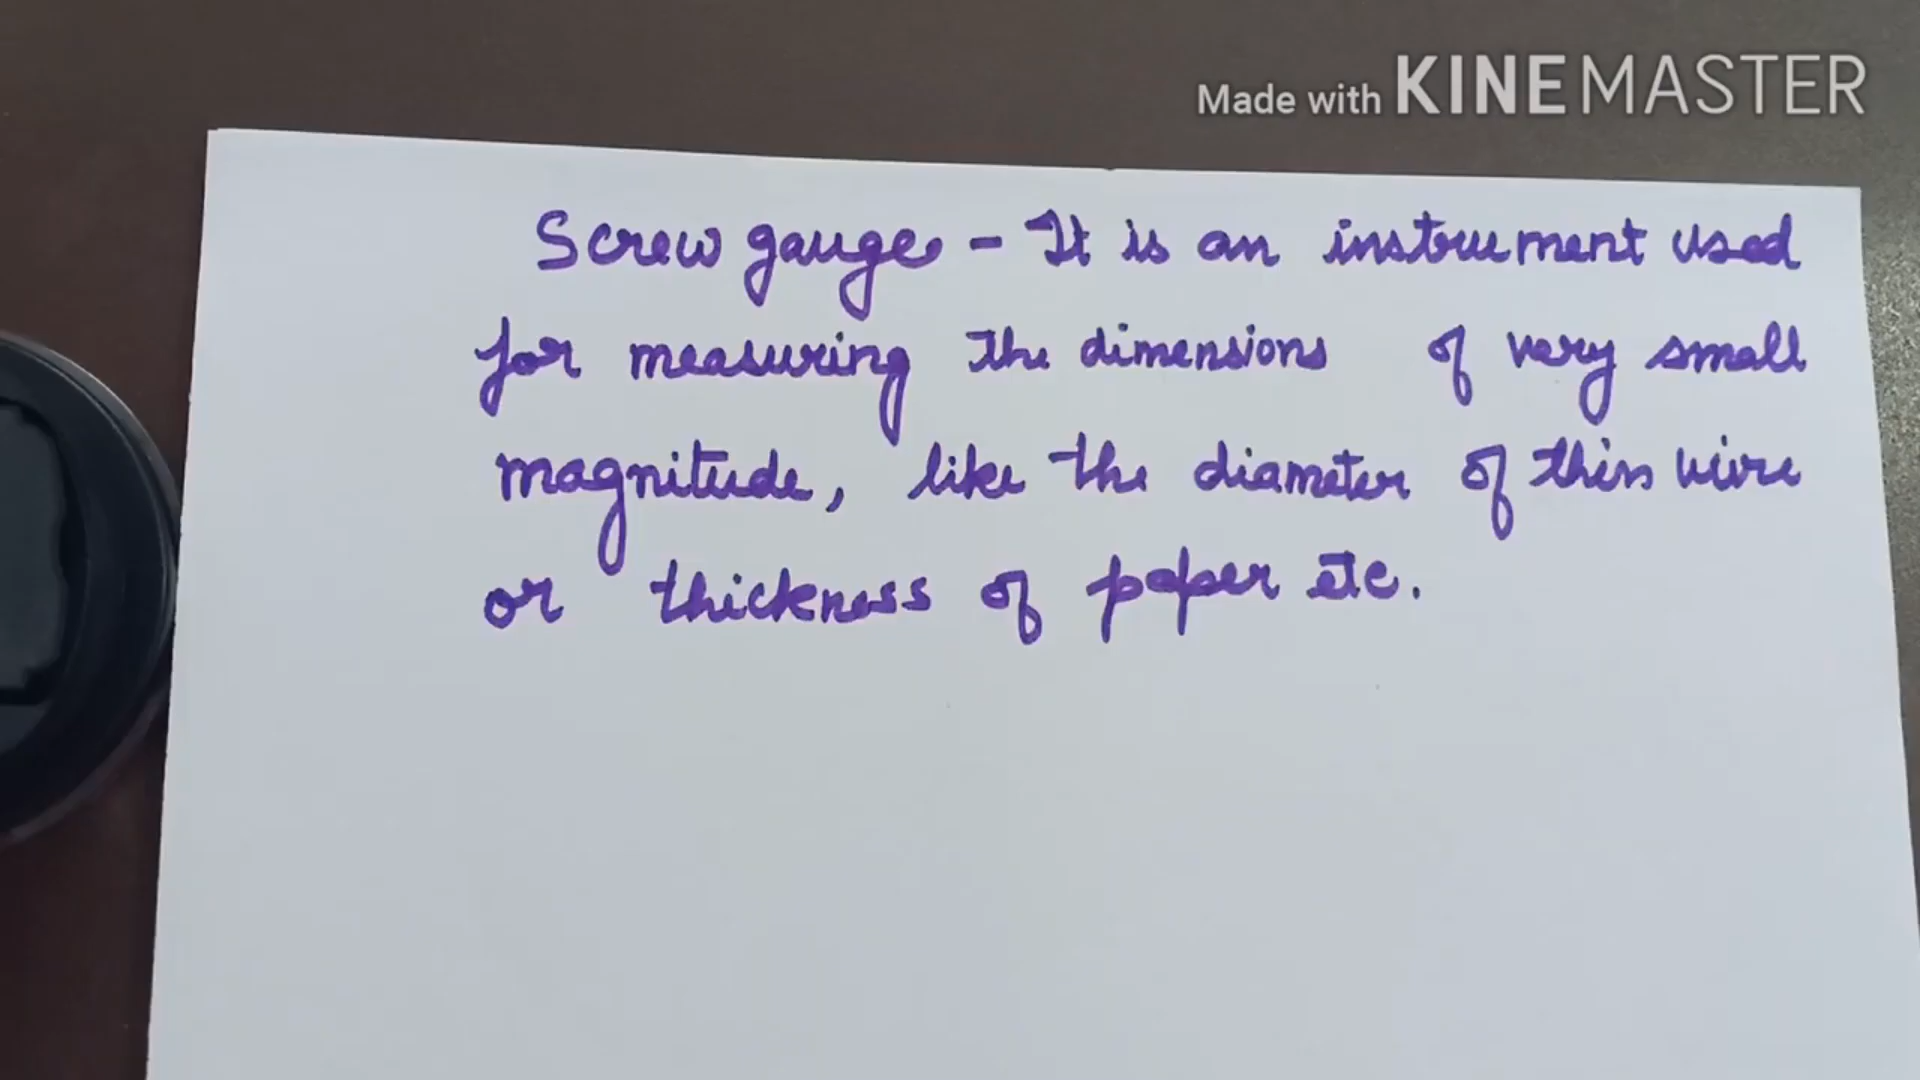 Made with KINEMASTER
Screw gauge - It is an instrument used
for measuring the dimensions of very small
magnitude, like the diameter of thin wire
or thickness of paper etc.